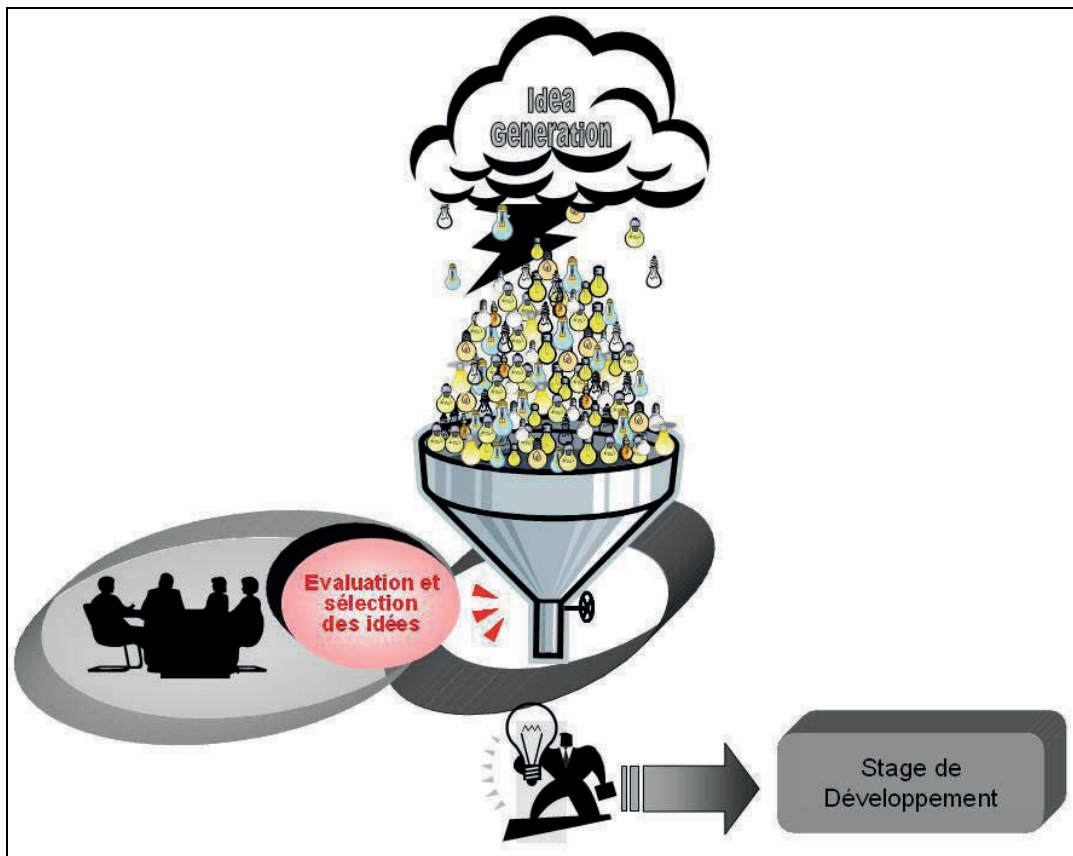 Idea
Generation
Evaluation et
sélection
des idées
Stage de
Développement